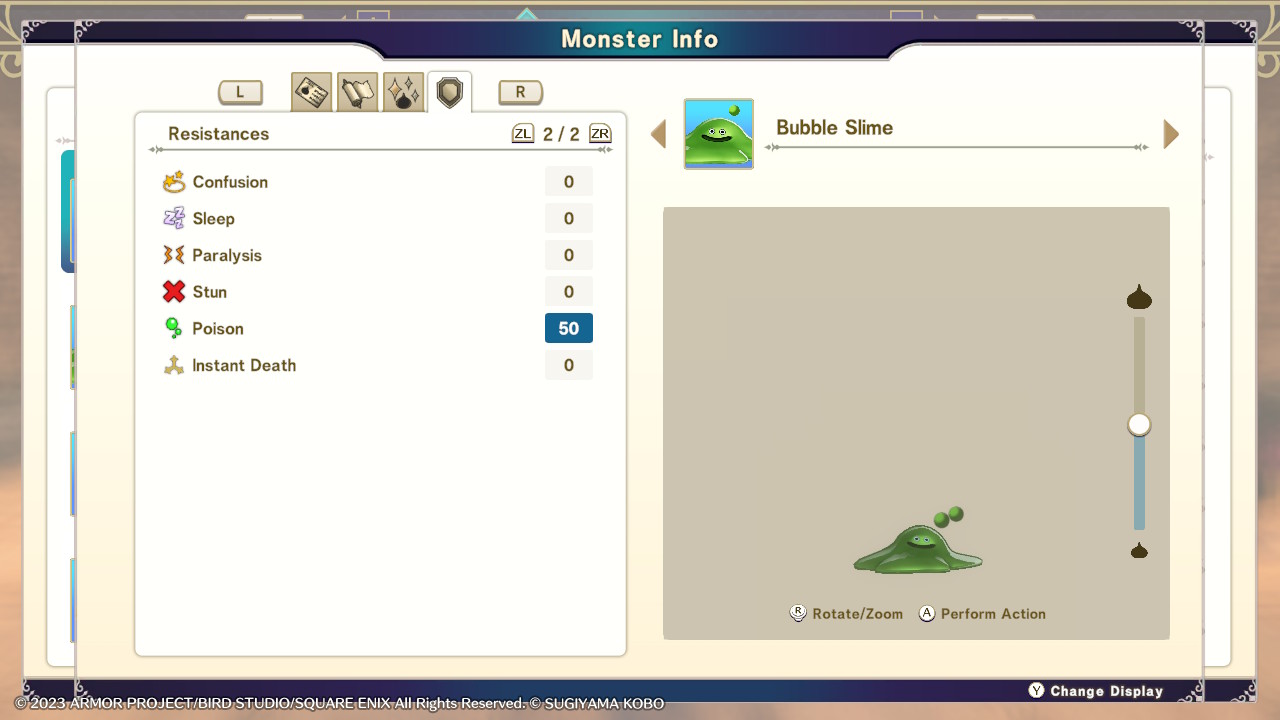 Monster Info
L
R
Resistances
ZL 2 / 2 ZR
Confusion 0
Sleep 0
Paralysis 0
Stun 0
Poison 50
Instant Death 0
Bubble Slime
R Rotate/Zoom A Perform Action
Y Change Display
© 2023 ARMOR PROJECT/BIRD STUDIO/SQUARE ENIX All Rights Reserved. © SUGIYAMA KOBO